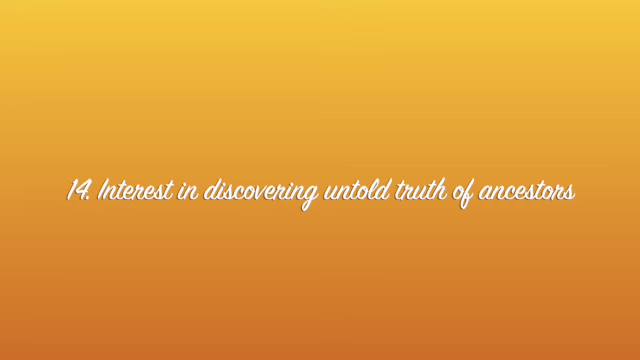 14. Interest in discovering untold truth of ancestors